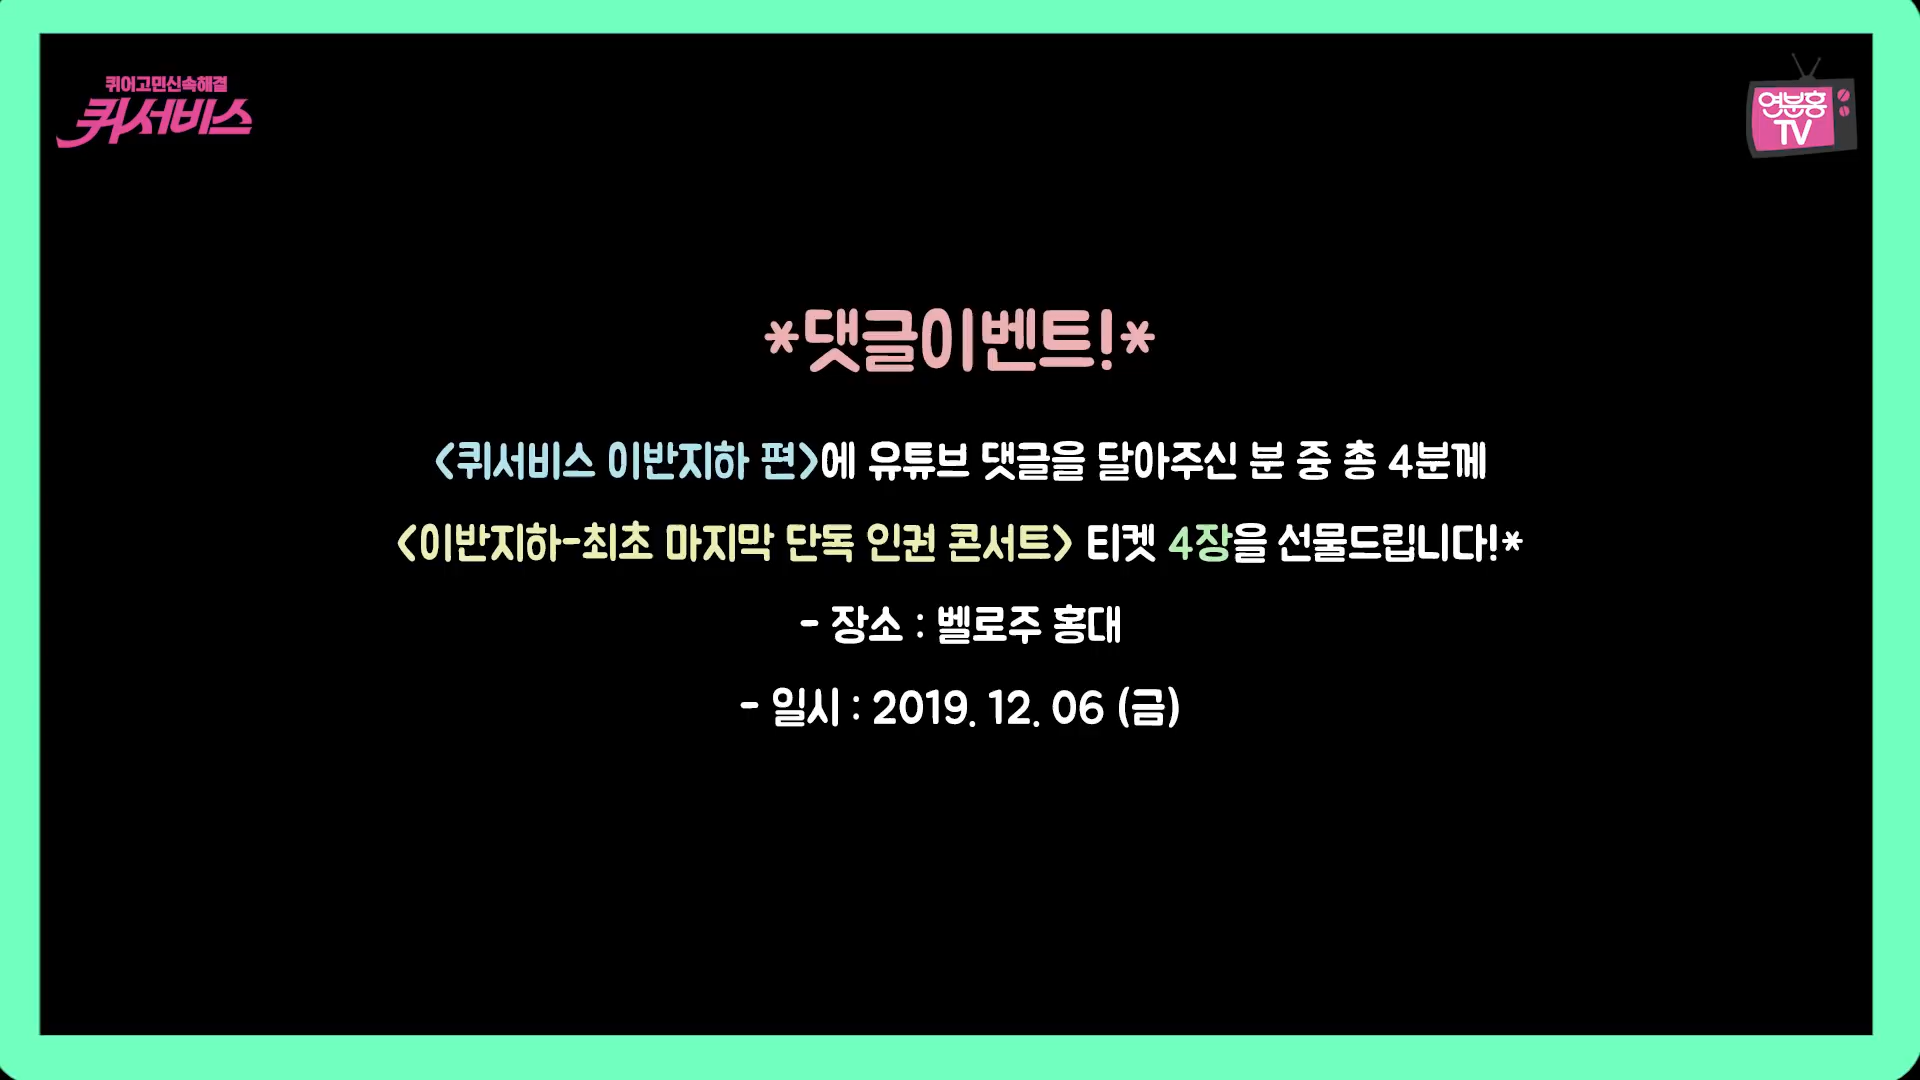 퀴어고민신속해결
퀴서비스
연분홍
TV
*댓글이벤트!*
<퀴서비스 이반지하 편>에 유튜브 댓글을 달아주신 분 중 총 4분께
<이반지하-최초 마지막 단독 인권 콘서트> 티켓 4장을 선물드립니다!*
- 장소 : 벨로주 홍대
- 일시 : 2019. 12. 06 (금)